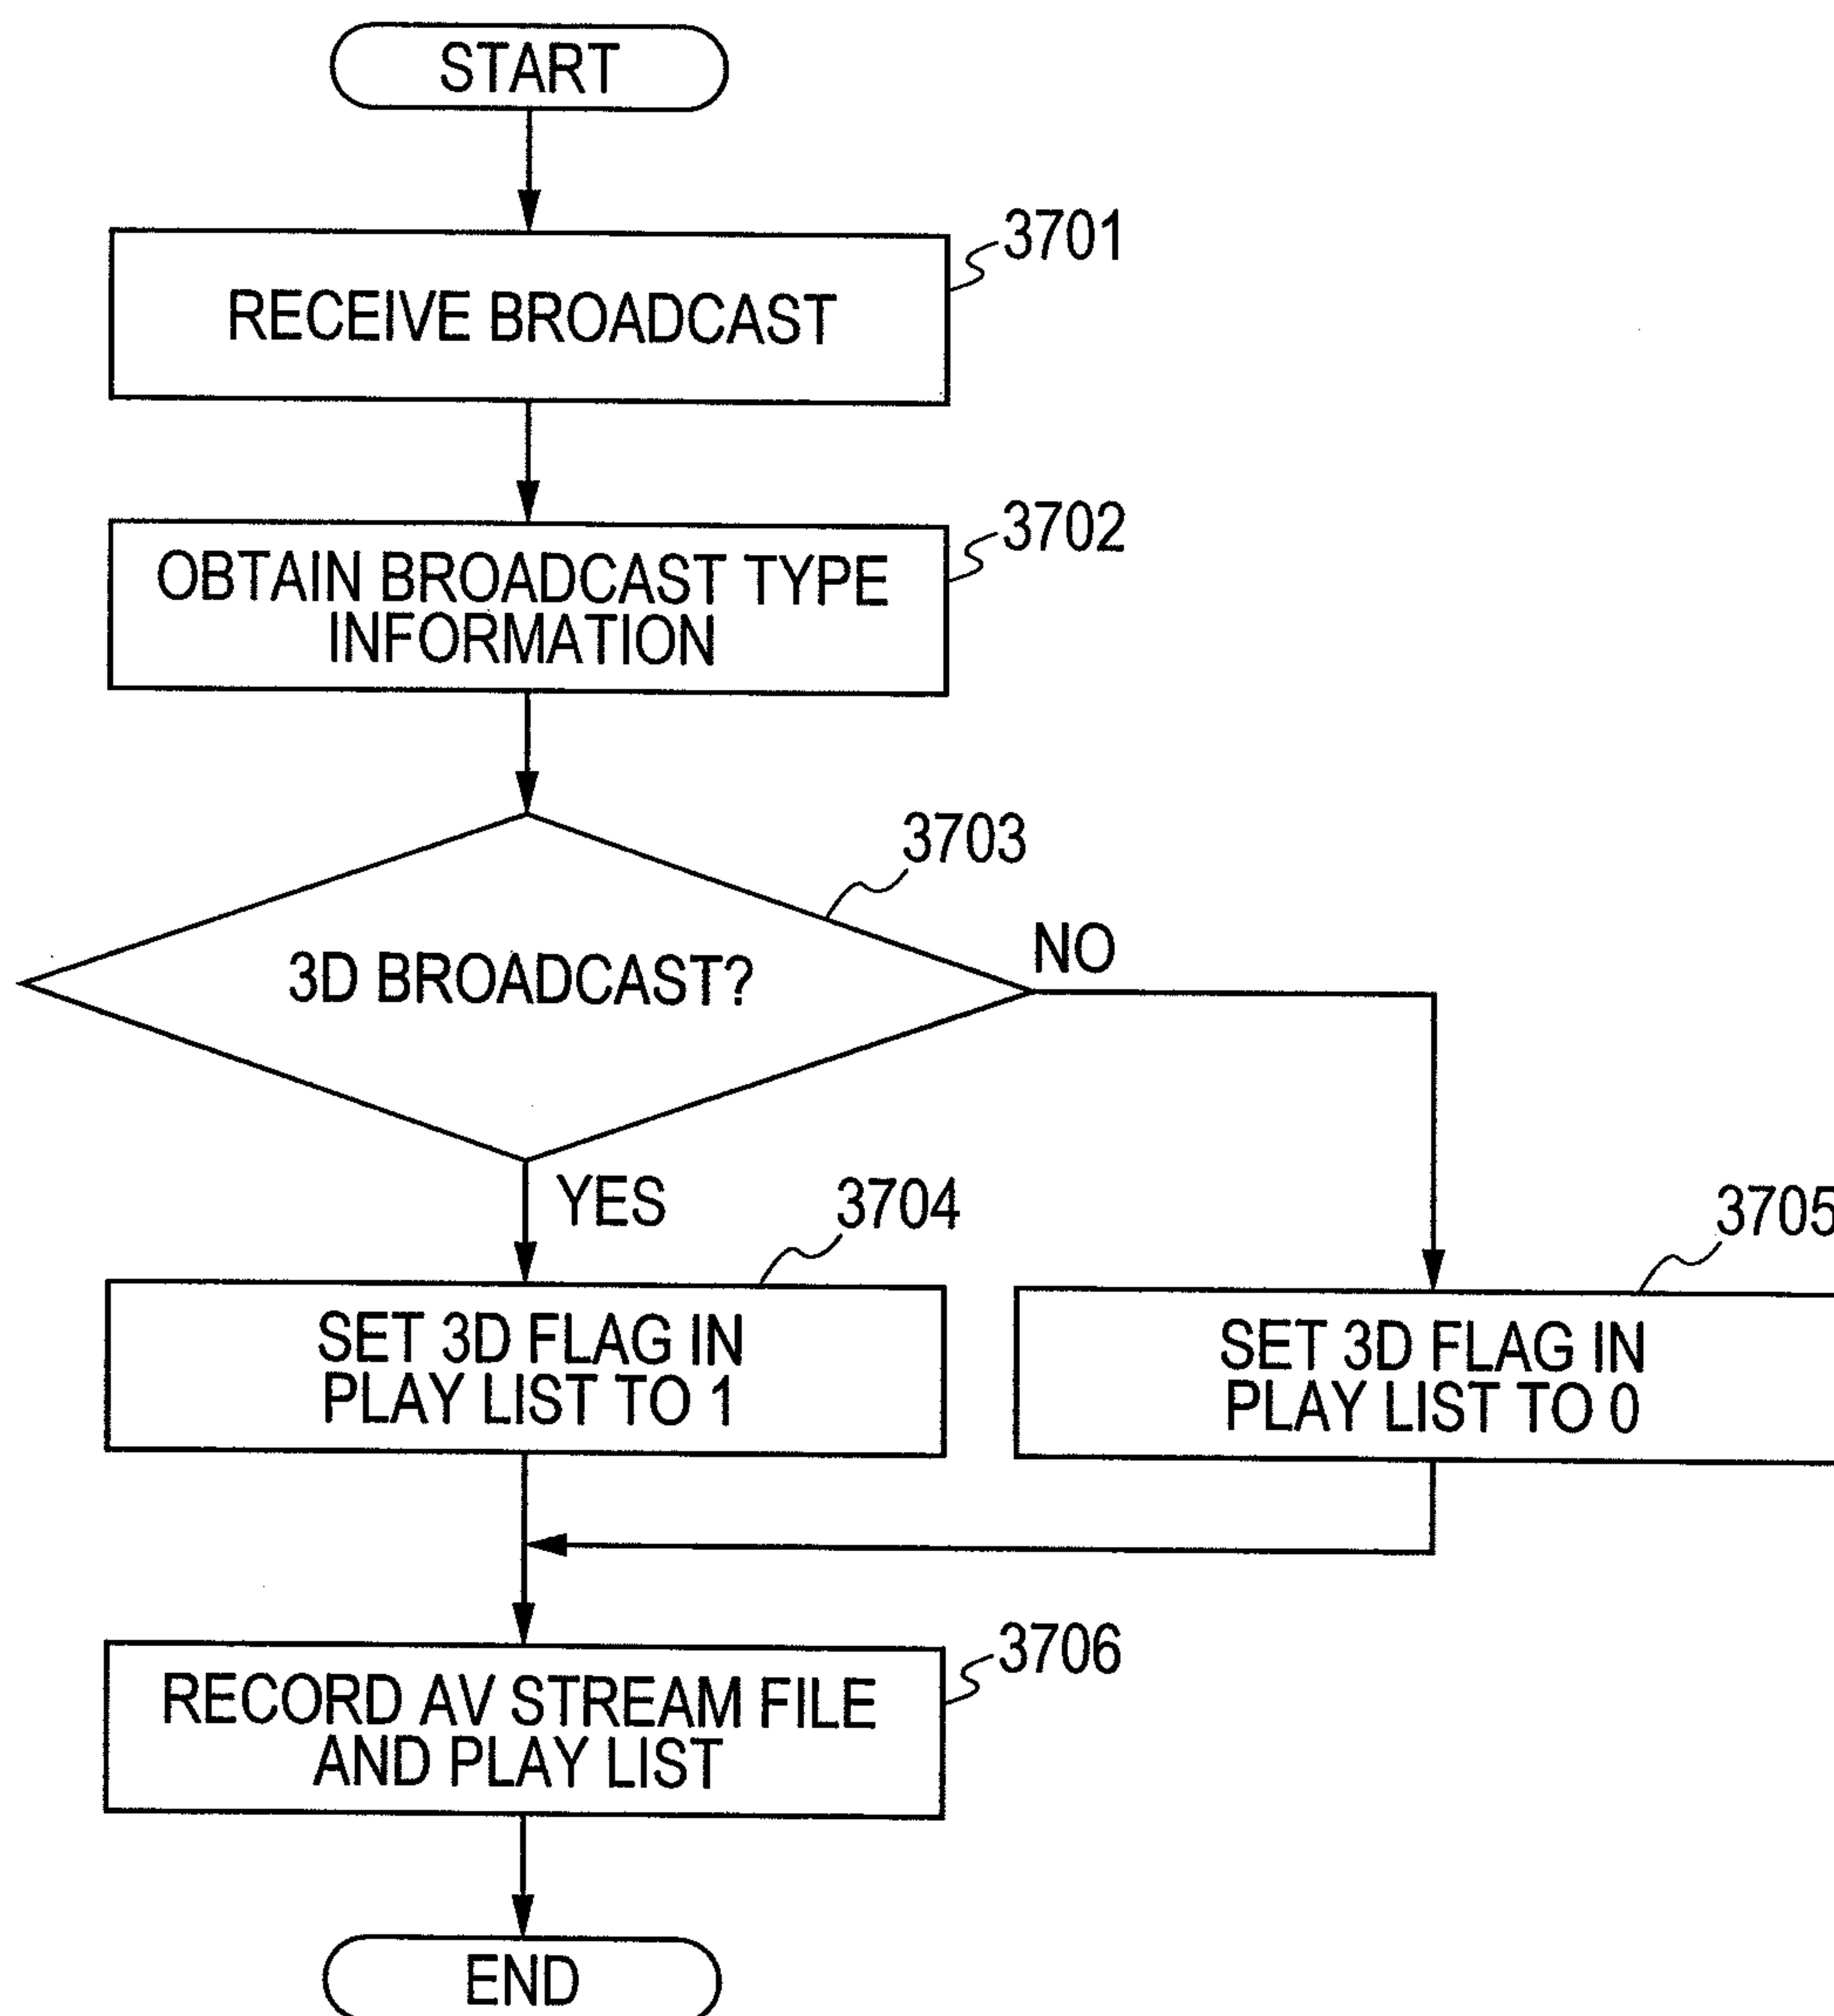 START
3701
RECEIVE BROADCAST
3702
OBTAIN BROADCAST TYPE
INFORMATION
3703
3D BROADCAST?
NO
YES
3704
SET 3D FLAG IN
PLAY LIST TO 1
3705
SET 3D FLAG IN
PLAY LIST TO 0
3706
RECORD AV STREAM FILE
AND PLAY LIST
END